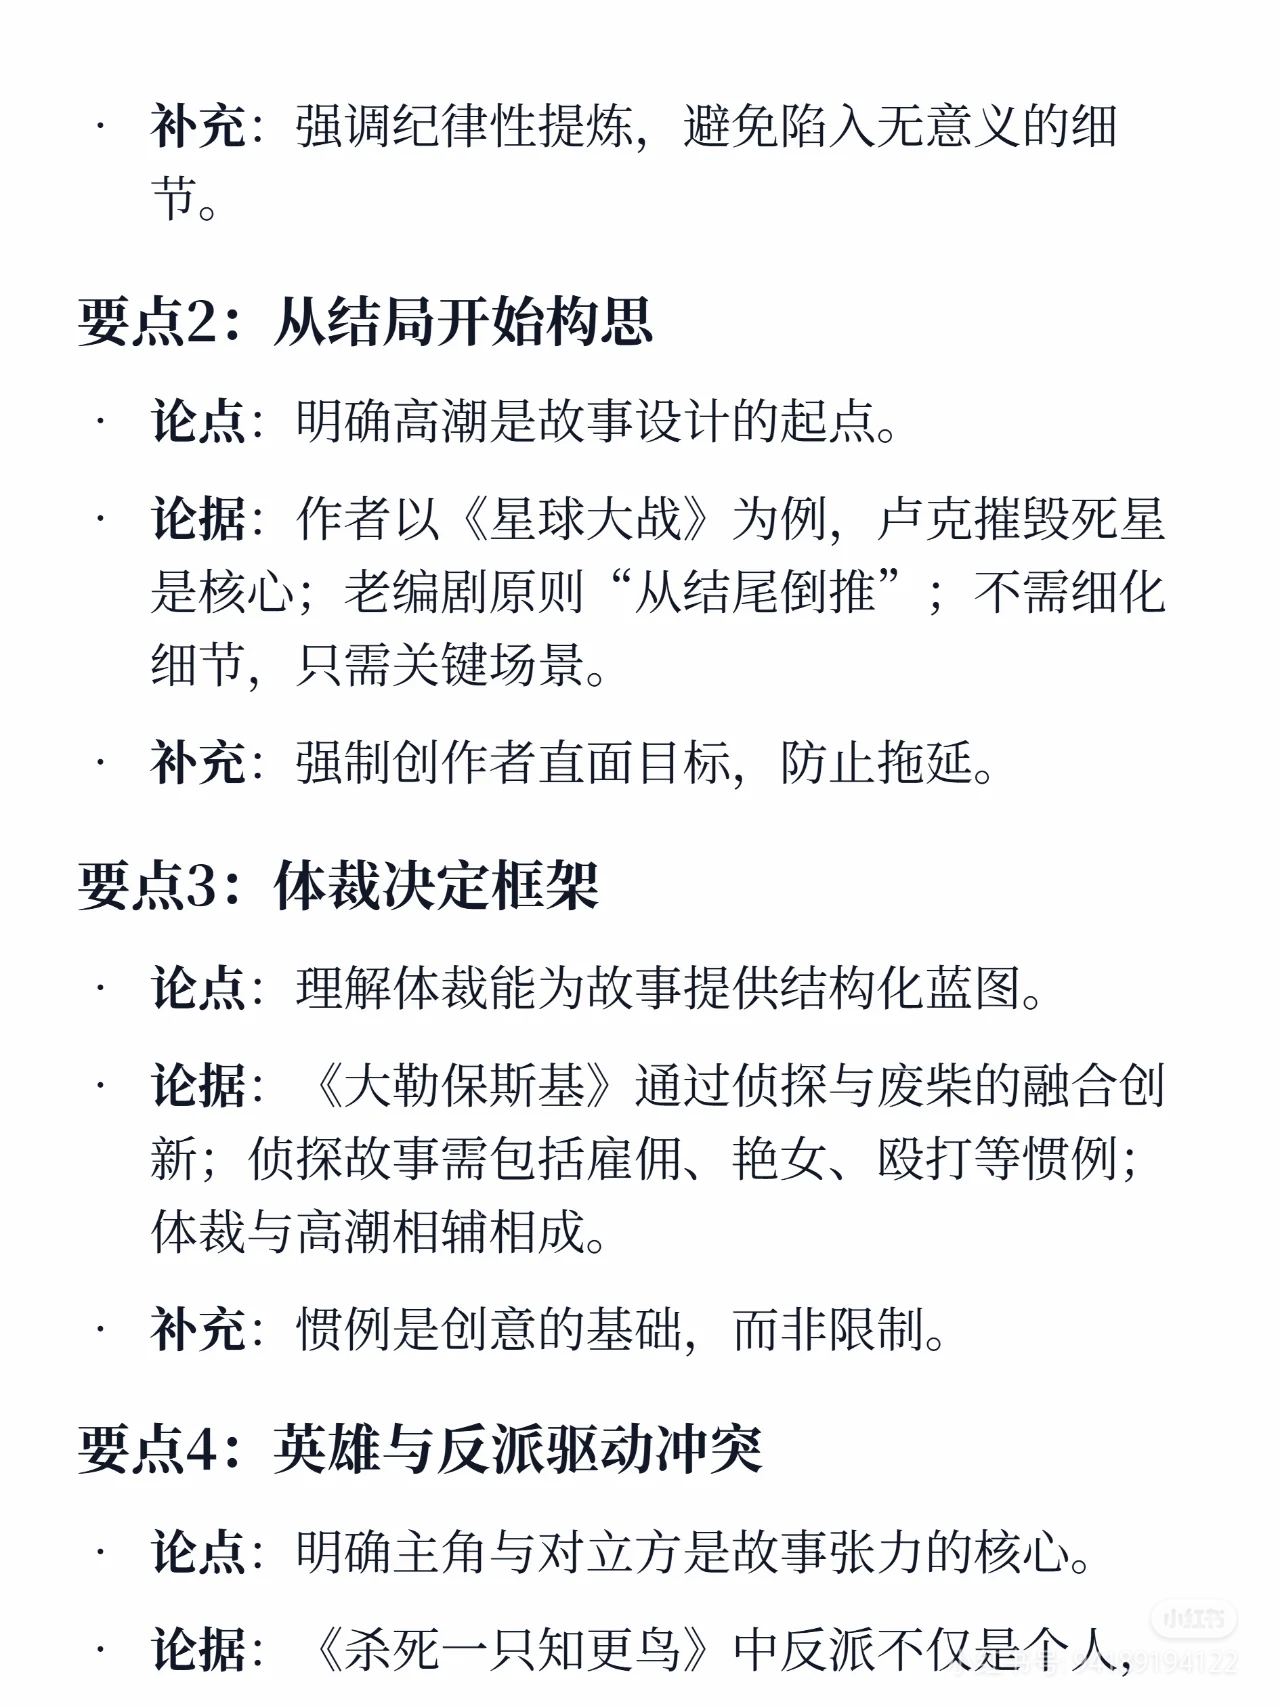 · 补充：强调纪律性提炼，避免陷入无意义的细
节。
要点2：从结局开始构思
· 论点：明确高潮是故事设计的起点。
· 论据：作者以《星球大战》为例，卢克摧毁死星
是核心；老编剧原则“从结尾倒推”；不需细化
细节，只需关键场景。
· 补充：强制创作者直面目标，防止拖延。
要点3：体裁决定框架
· 论点：理解体裁能为故事提供结构化蓝图。
· 论据：《大勒保斯基》通过侦探与废柴的融合创
新；侦探故事需包括雇佣、艳女、殴打等惯例；
体裁与高潮相辅相成。
· 补充：惯例是创意的基础，而非限制。
要点4：英雄与反派驱动冲突
· 论点：明确主角与对立方是故事张力的核心。
小红书
· 论据：《杀死一只知更鸟》中反派不仅是个人，
小红书号：94189194122